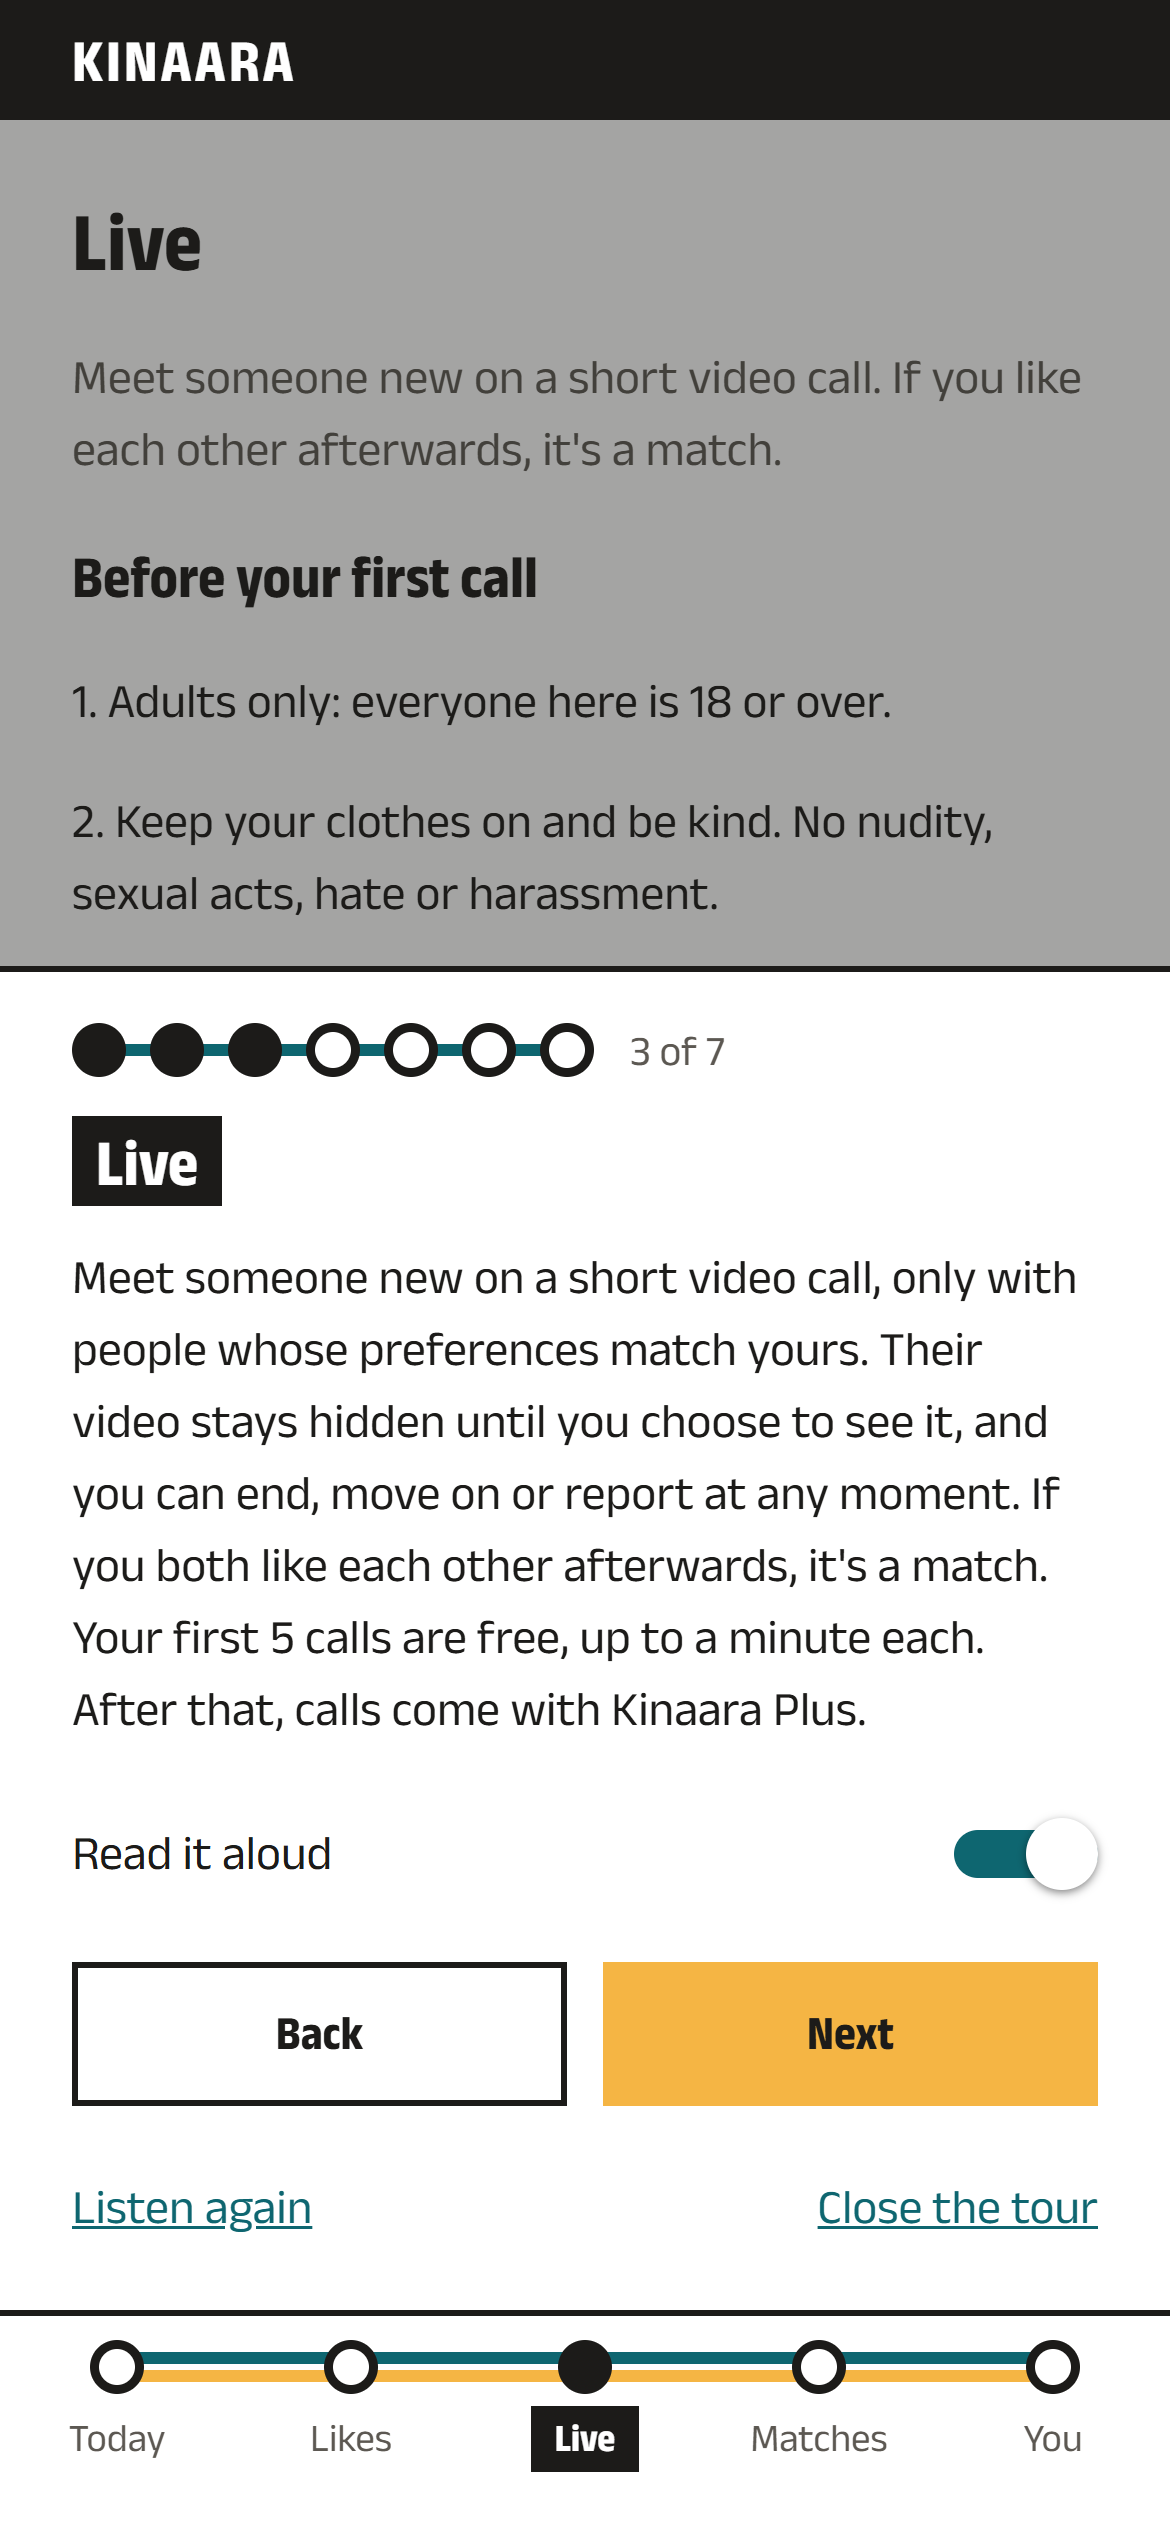 KINAARA
Live
Meet someone new on a short video call. If you like
each other afterwards, it's a match.
Before your first call
1. Adults only: everyone here is 18 or over.
2. Keep your clothes on and be kind. No nudity,
sexual acts, hate or harassment.
3 of 7
Live
Meet someone new on a short video call, only with
people whose preferences match yours. Their
video stays hidden until you choose to see it, and
you can end, move on or report at any moment. If
you both like each other afterwards, it's a match.
Your first 5 calls are free, up to a minute each.
After that, calls come with Kinaara Plus.
Read it aloud
Back
Next
Listen again
Close the tour
Today
Likes
Live
Matches
You